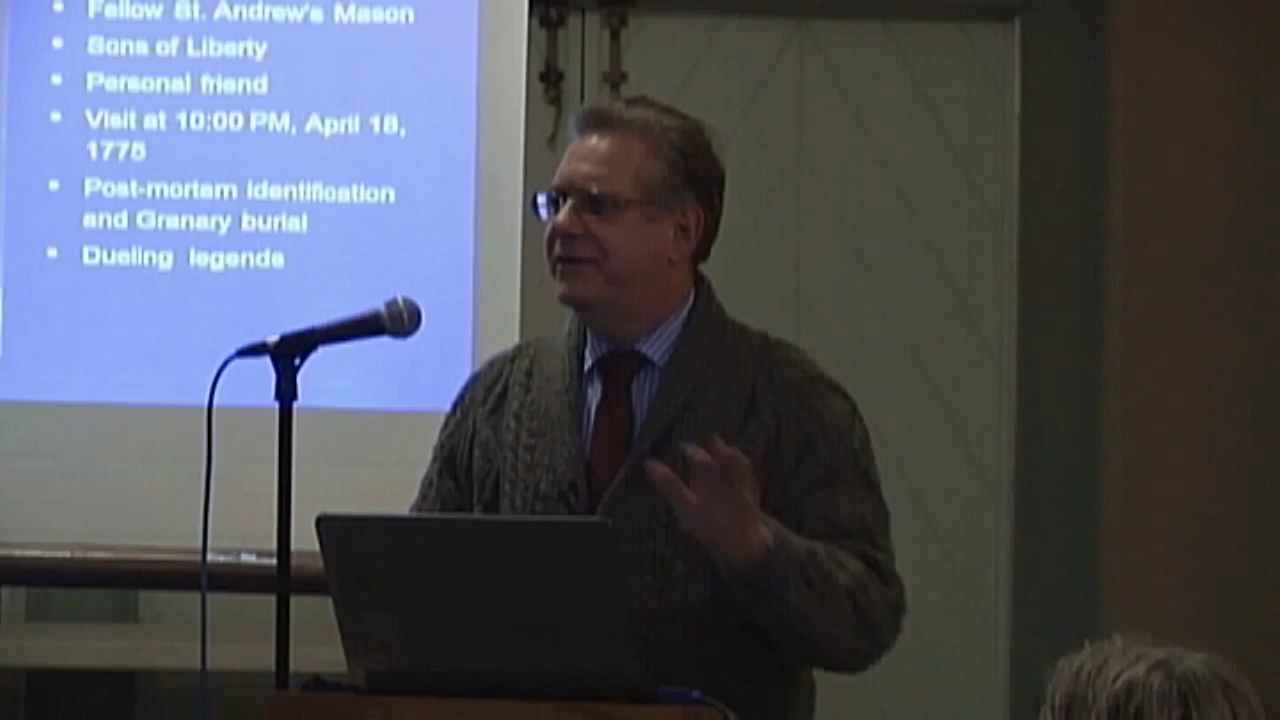 • Fellow St. Andrew's Mason
• Sons of Liberty
• Personal friend
• Visit at 10:00 PM, April 18,
1775
• Post-mortem identification
and Granary burial
• Dueling legends